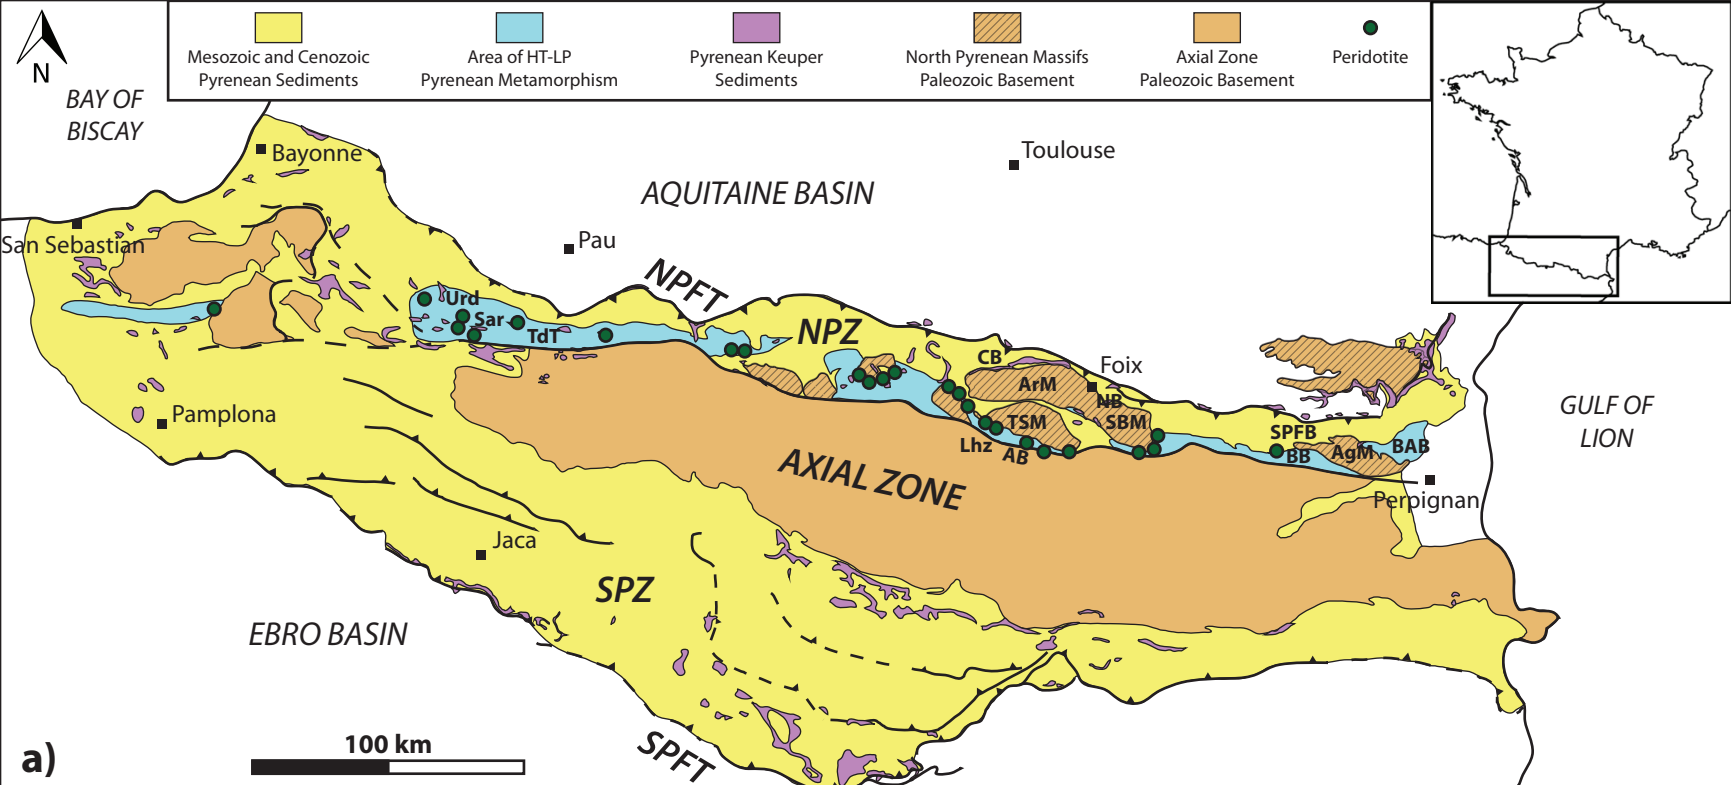 Mesozoic and Cenozoic
Pyrenean Sediments
Area of HT-LP
Pyrenean Metamorphism
Pyrenean Keuper
Sediments
North Pyrenean Massifs
Paleozoic Basement
Axial Zone
Paleozoic Basement
Peridotite
N
BAY OF
BISCAY
Bayonne
Toulouse
AQUITAINE BASIN
San Sebastian
Pau
NPFT
Urd
Sar
TdT
NPZ
CB
Foix
ArM
NB
Pamplona
TSM
SBM
GULF OF
LION
SPFB
Lhz
AB
BB
AgM
BAB
AXIAL ZONE
Perpignan
Jaca
SPZ
EBRO BASIN
100 km
SPFT
a)